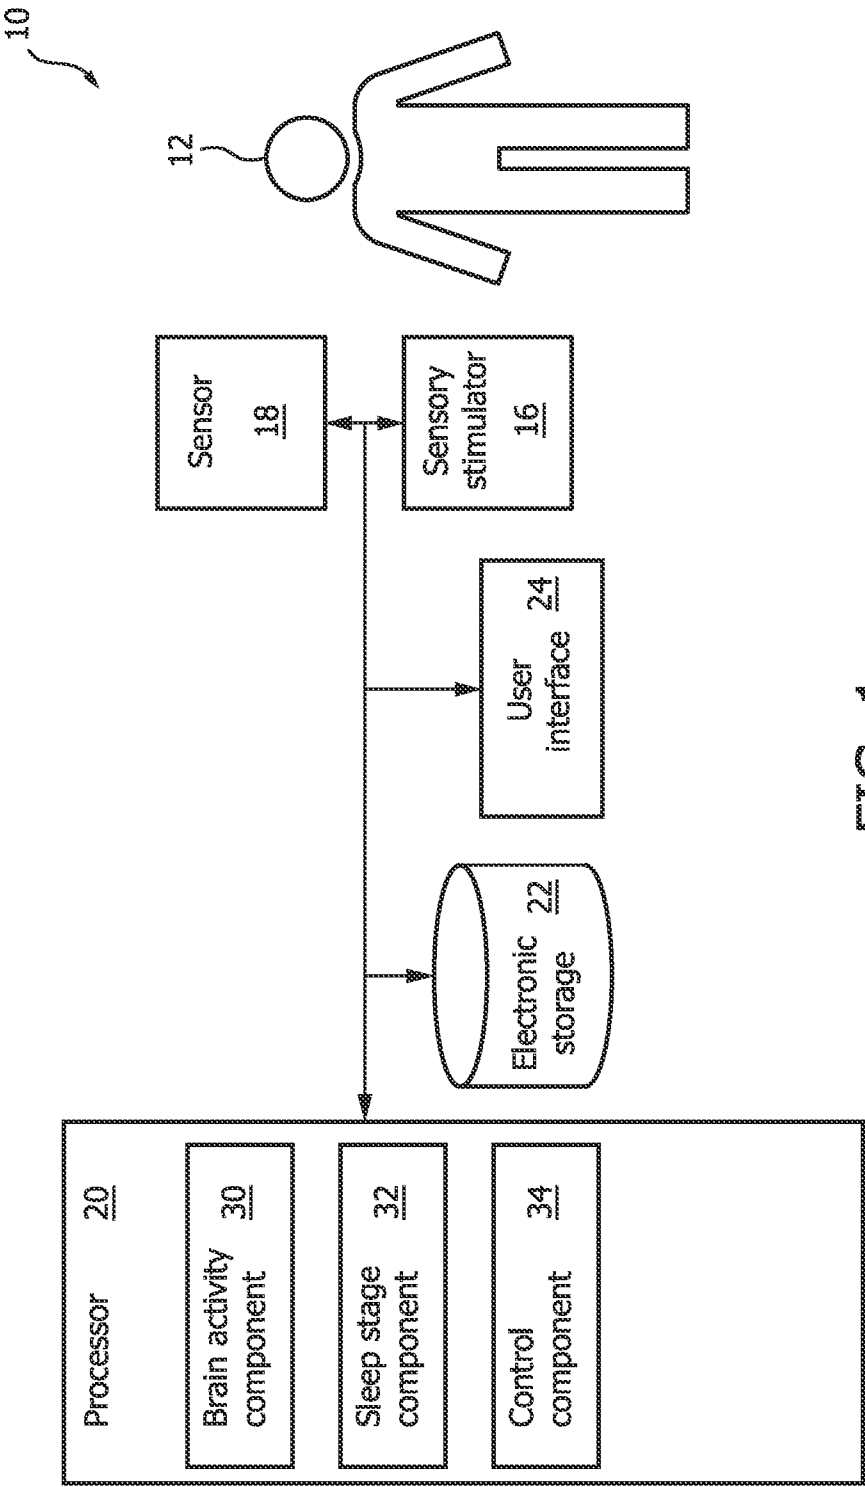 10
12
Processor 20
Brain activity
component 30
Sleep stage
component 32
Control
component 34
Electronic 22
storage
User 24
interface
Sensor
18
Sensory
stimulator
16